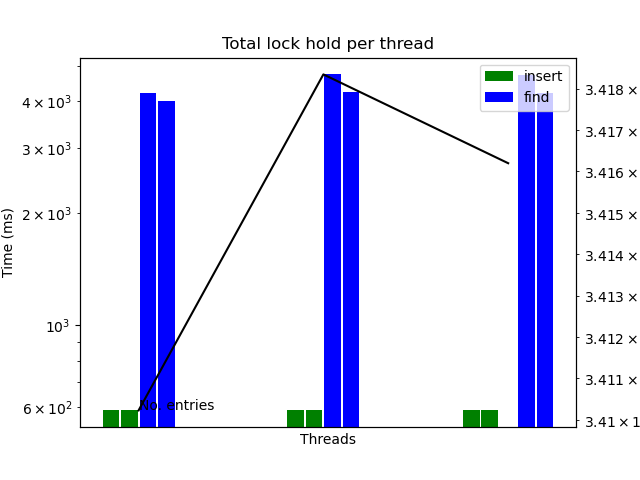 Total lock hold per thread
insert
find
Time (ms)
4 × 10³
3 × 10³
2 × 10³
10³
6 × 10²
3.418 ×
3.417 ×
3.416 ×
3.415 ×
3.414 ×
3.413 ×
3.412 ×
3.411 ×
3.41 × 1
No. entries
Threads